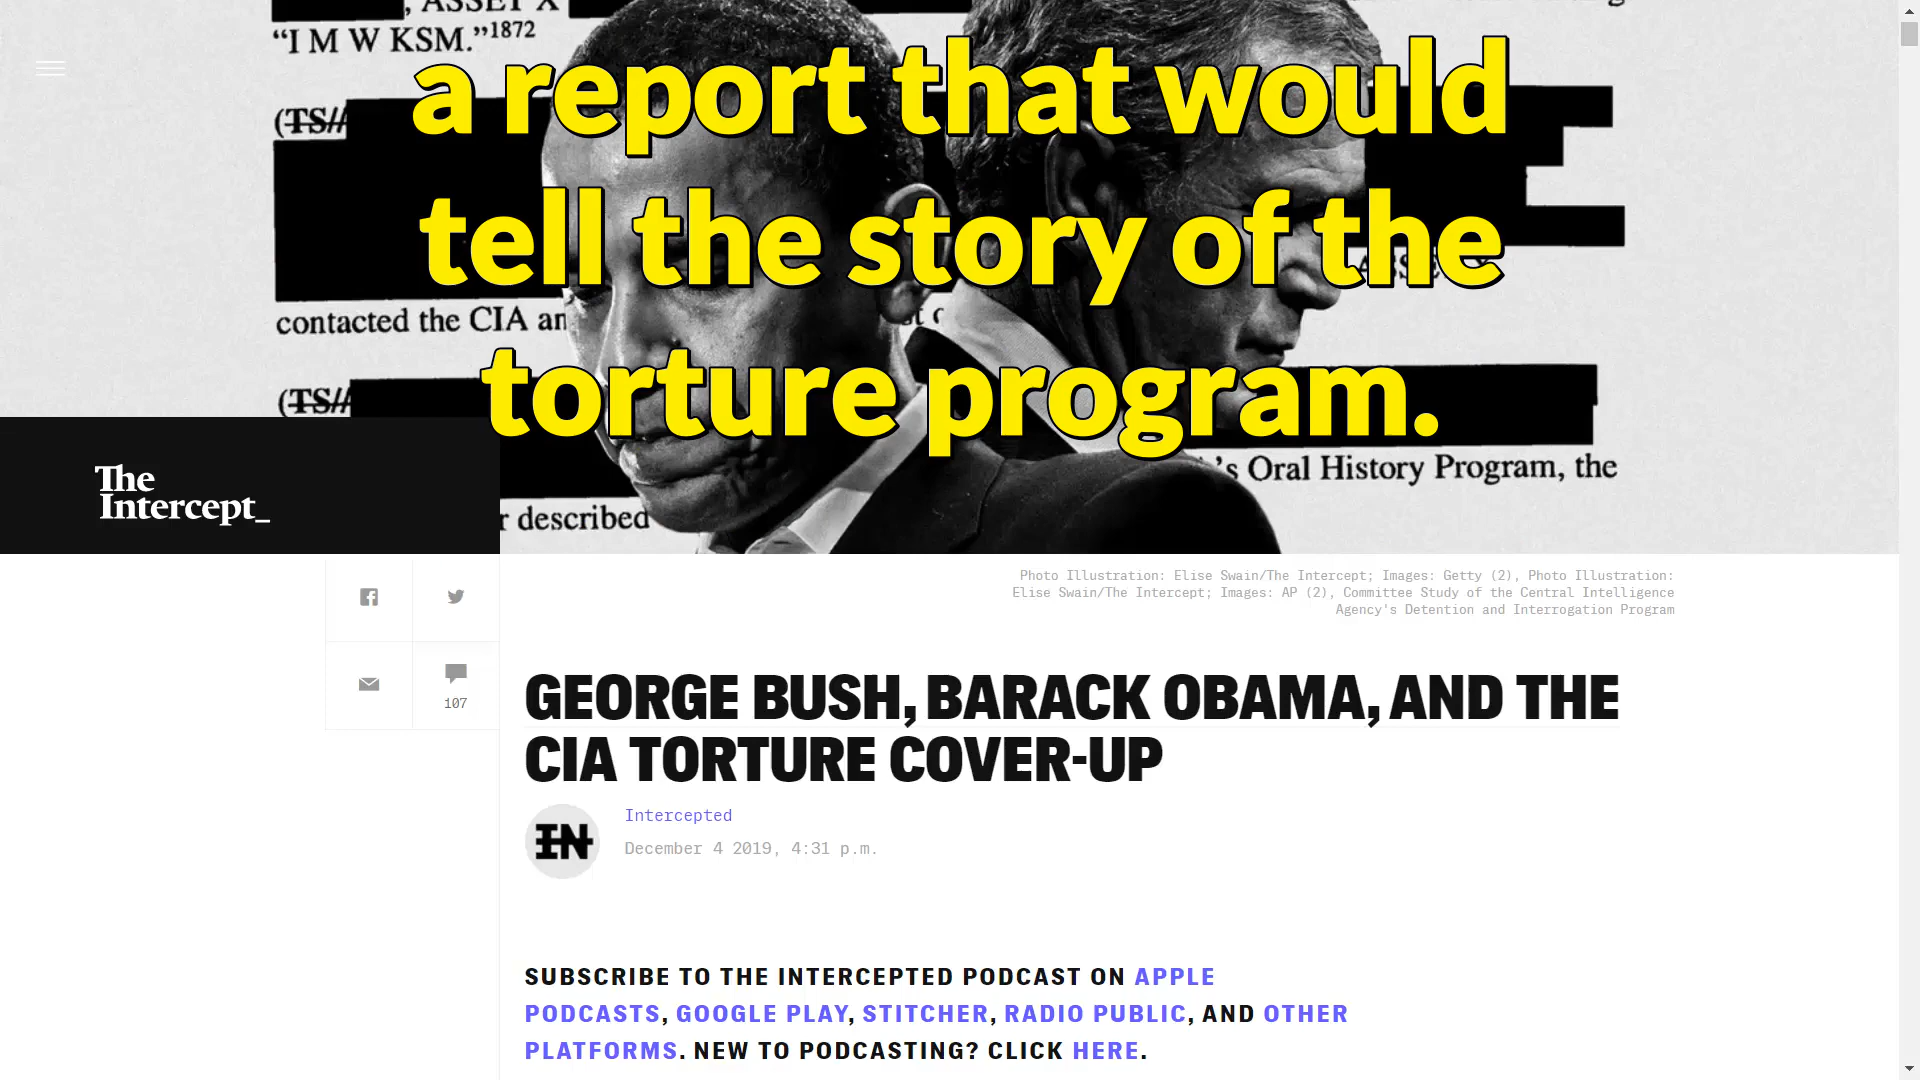 , ASSET X
“I M W KSM.”1872
a report that would
(TS//
tell the story of the
contacted the CIA an
torture program.
(TS//
's Oral History Program, the
The
Intercept_
r described
Photo Illustration: Elise Swain/The Intercept; Images: Getty (2), Photo Illustration:
Elise Swain/The Intercept; Images: AP (2), Committee Study of the Central Intelligence
Agency's Detention and Interrogation Program
107
GEORGE BUSH, BARACK OBAMA, AND THE
CIA TORTURE COVER-UP
IN
Intercepted
December 4 2019, 4:31 p.m.
SUBSCRIBE TO THE INTERCEPTED PODCAST ON APPLE
PODCASTS, GOOGLE PLAY, STITCHER, RADIO PUBLIC, AND OTHER
PLATFORMS. NEW TO PODCASTING? CLICK HERE.